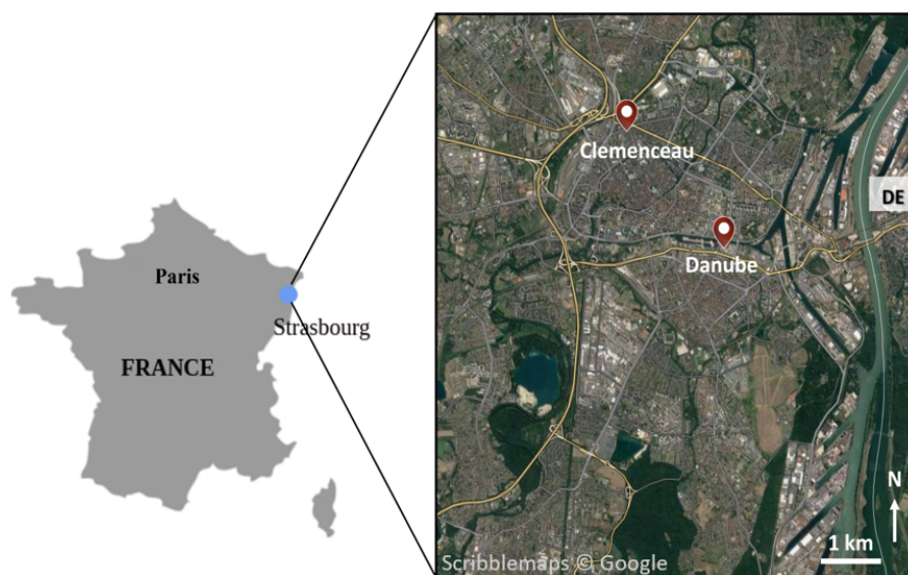 Paris
Strasbourg
FRANCE
Clemenceau
Danube
DE
N
1 km
Scribblemaps © Google